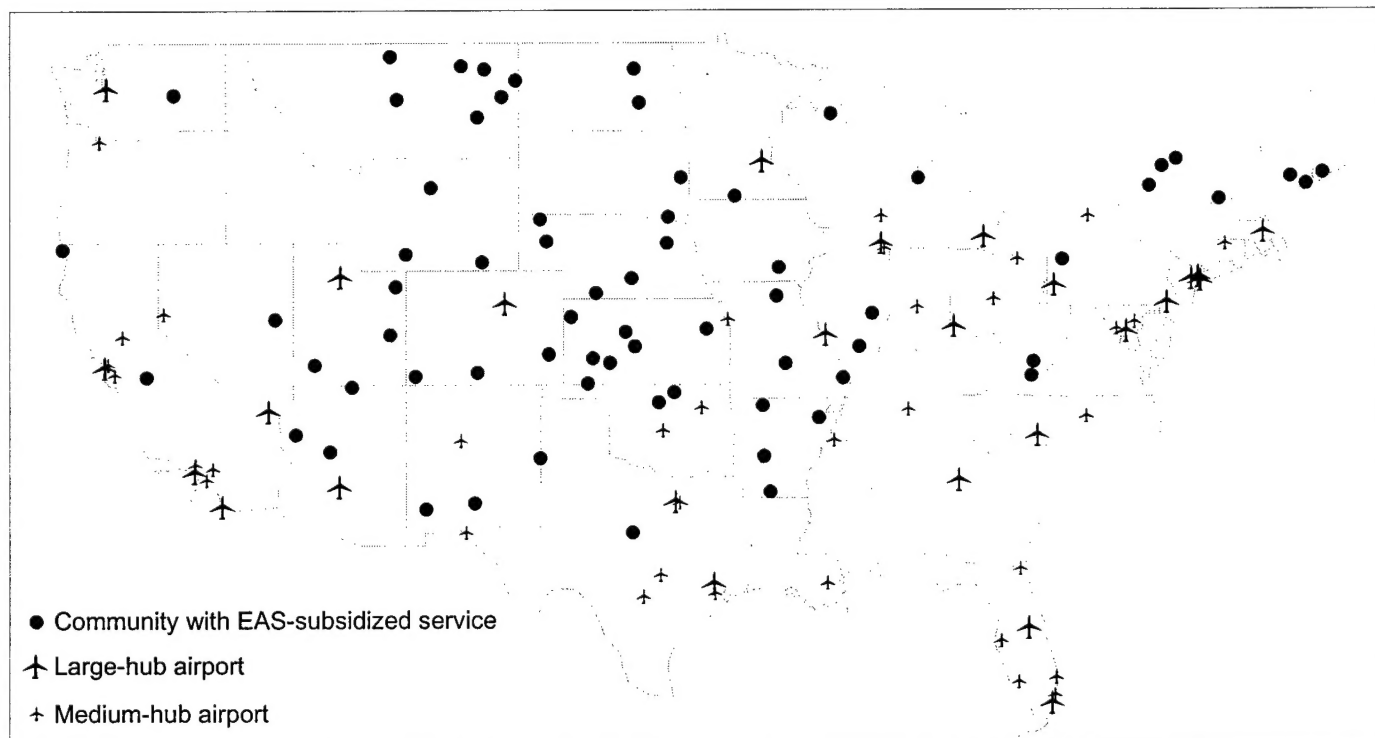 Community with EAS-subsidized service
Large-hub airport
Medium-hub airport